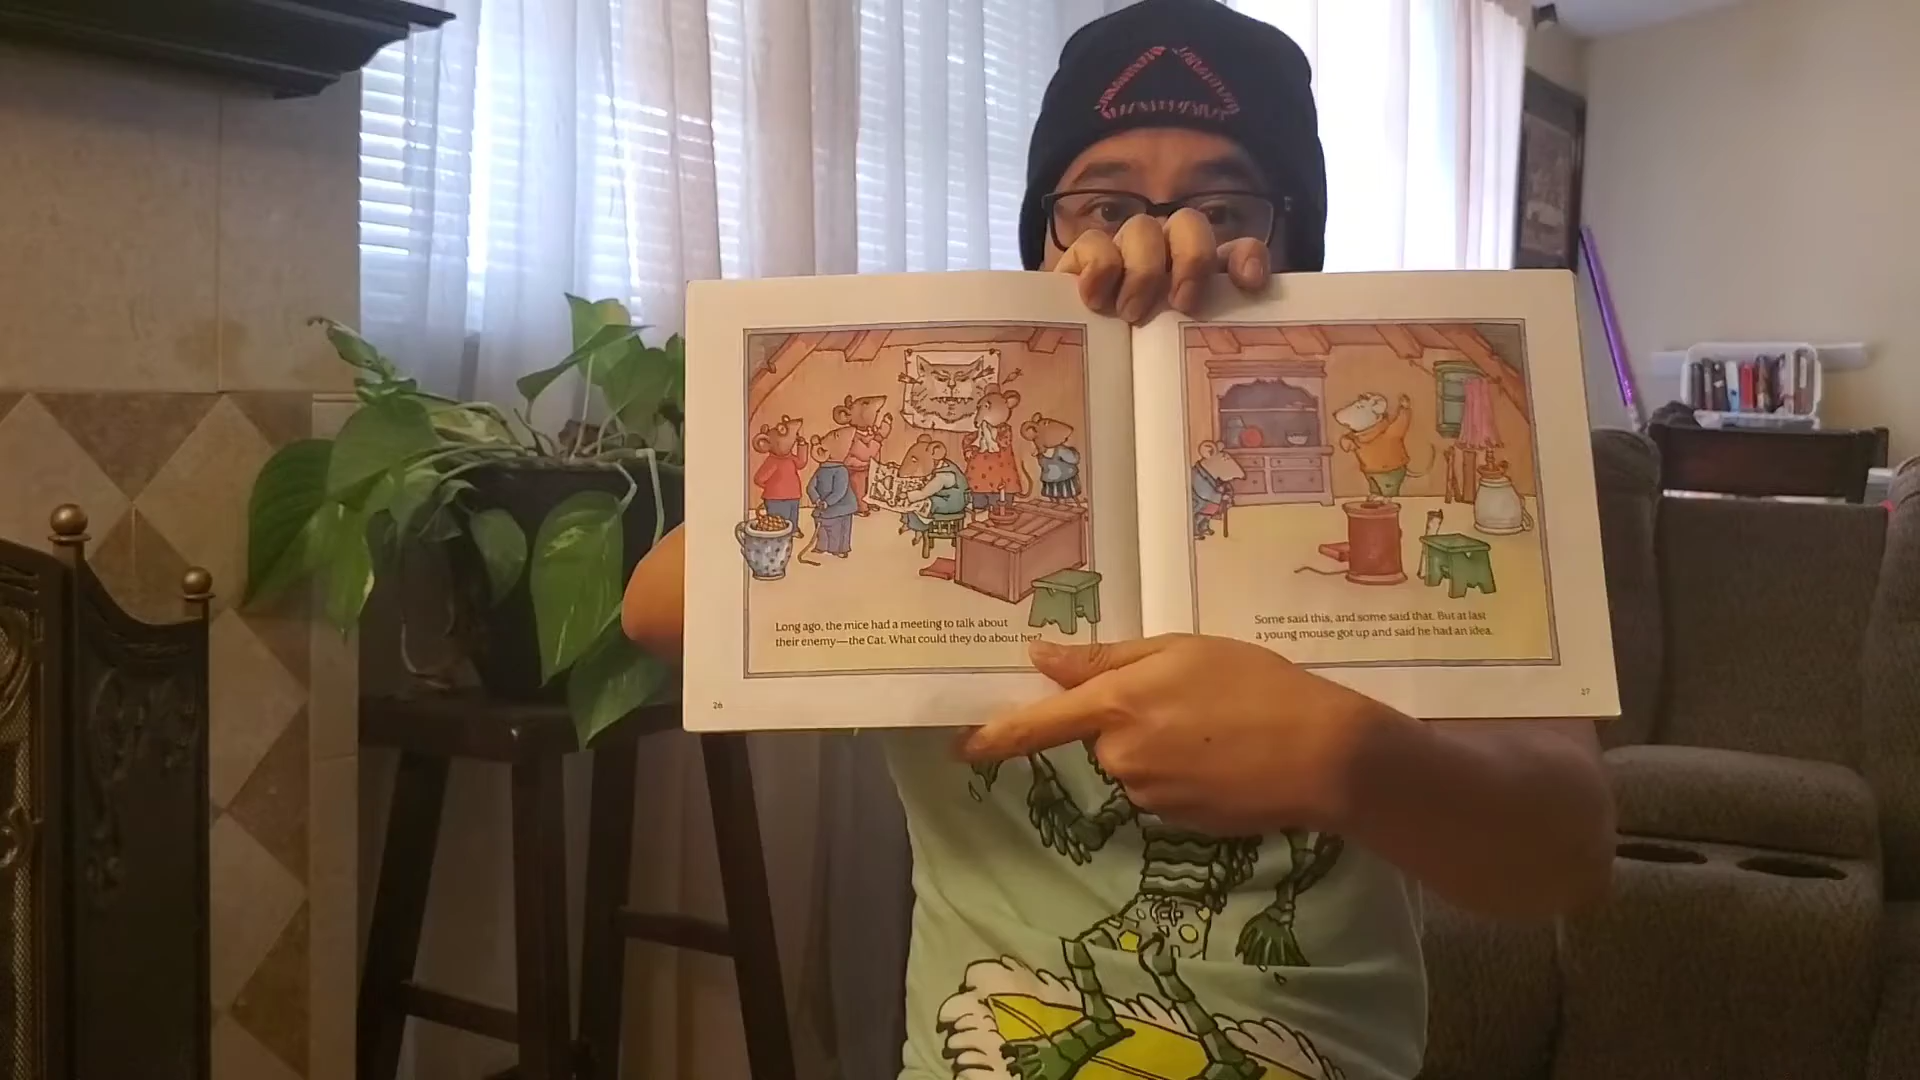 Long ago, the mice had a meeting to talk about
their enemy—the Cat. What could they do about her?
26
Some said this, and some said that. But at last
a young mouse got up and said he had an idea.
27